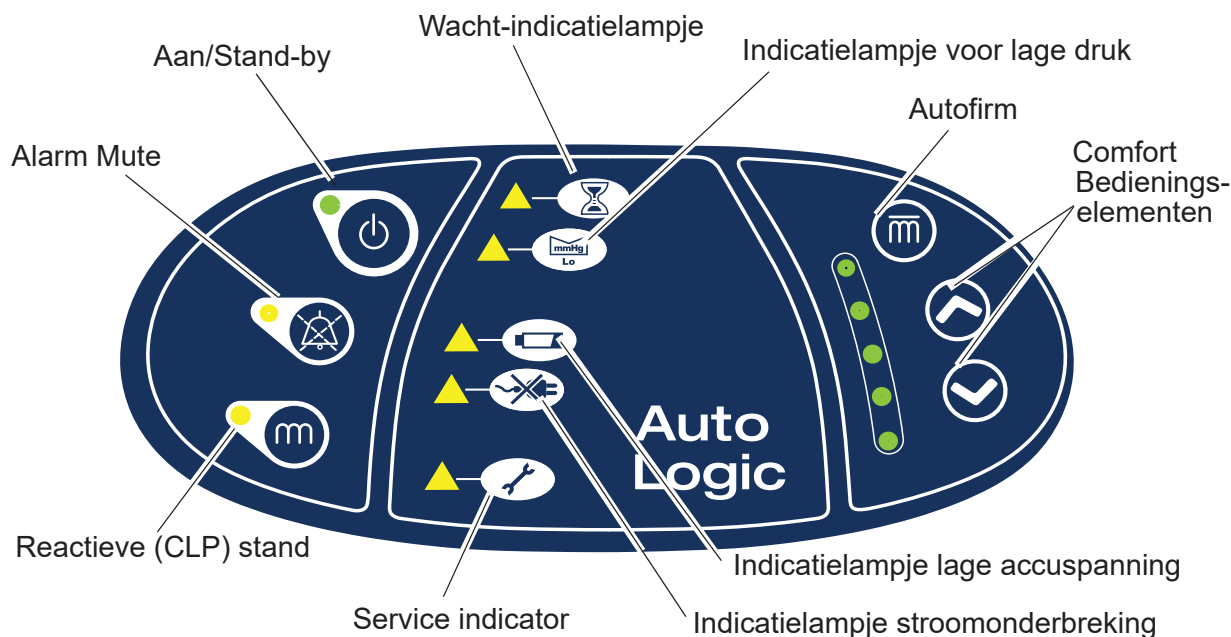 Wacht-indicatielampje
Aan/Stand-by
Indicatielampje voor lage druk
Autofirm
Alarm Mute
Comfort
Bedienings-
elementen
mmHg
Lo
Auto
Logic
Reactieve (CLP) stand
Indicatielampje lage accuspanning
Service indicator
Indicatielampje stroomonderbreking